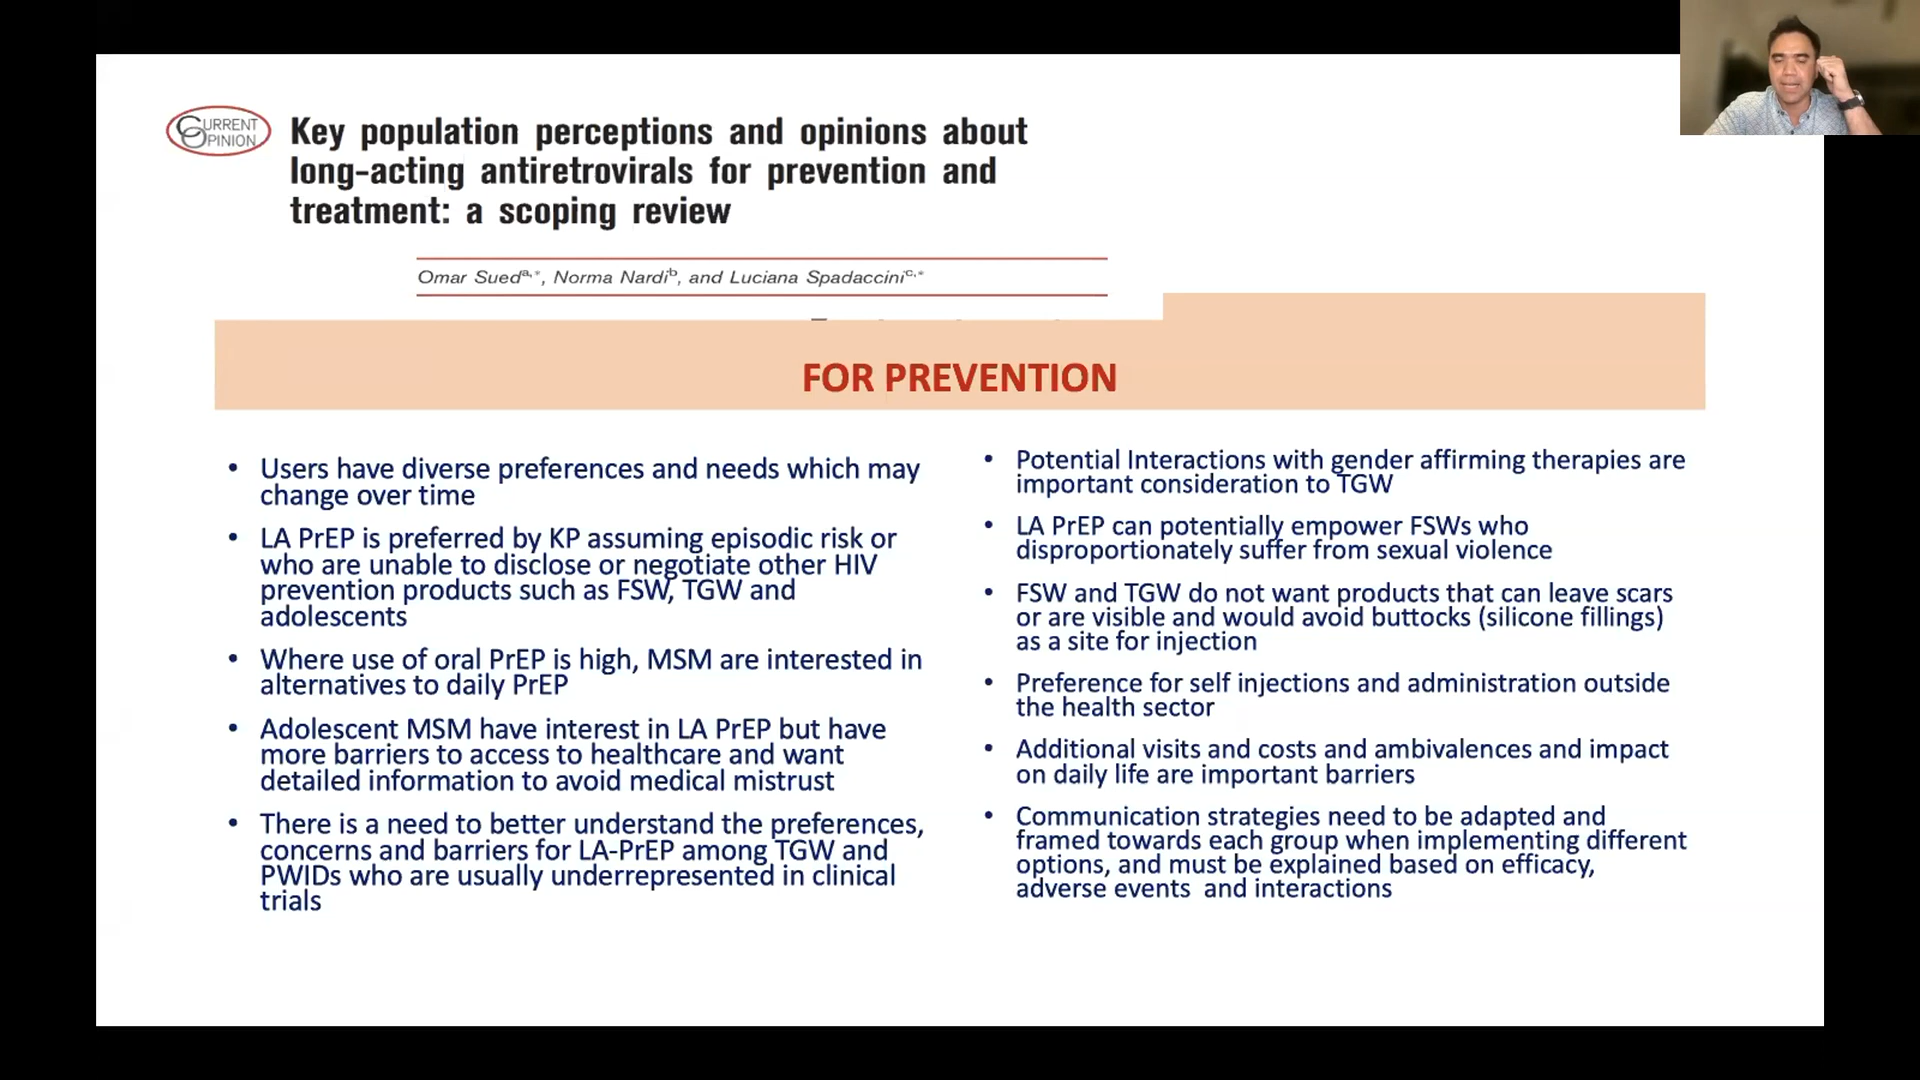 CURRENT
OPINION
Key population perceptions and opinions about
long-acting antiretrovirals for prevention and
treatment: a scoping review
Omar Sueda,*, Norma Nardib, and Luciana Spadaccinic,*
FOR PREVENTION
• Users have diverse preferences and needs which may
change over time
• LA PrEP is preferred by KP assuming episodic risk or
who are unable to disclose or negotiate other HIV
prevention products such as FSW, TGW and
adolescents
• Where use of oral PrEP is high, MSM are interested in
alternatives to daily PrEP
• Adolescent MSM have interest in LA PrEP but have
more barriers to access to healthcare and want
detailed information to avoid medical mistrust
• There is a need to better understand the preferences,
concerns and barriers for LA-PrEP among TGW and
PWIDs who are usually underrepresented in clinical
trials
• Potential Interactions with gender affirming therapies are
important consideration to TGW
• LA PrEP can potentially empower FSWs who
disproportionately suffer from sexual violence
• FSW and TGW do not want products that can leave scars
or are visible and would avoid buttocks (silicone fillings)
as a site for injection
• Preference for self injections and administration outside
the health sector
• Additional visits and costs and ambivalences and impact
on daily life are important barriers
• Communication strategies need to be adapted and
framed towards each group when implementing different
options, and must be explained based on efficacy,
adverse events and interactions